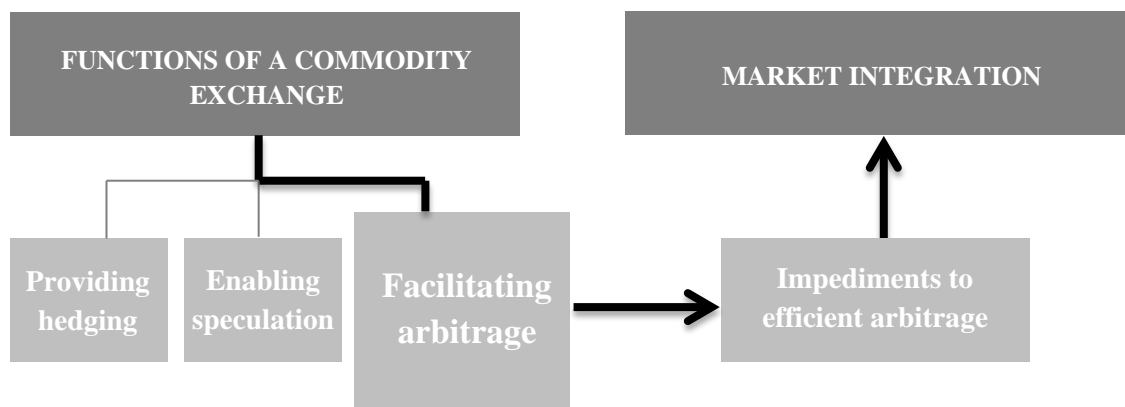 FUNCTIONS OF A COMMODITY
EXCHANGE
MARKET INTEGRATION
Providing
hedging
Enabling
speculation
Facilitating
arbitrage
Impediments to
efficient arbitrage